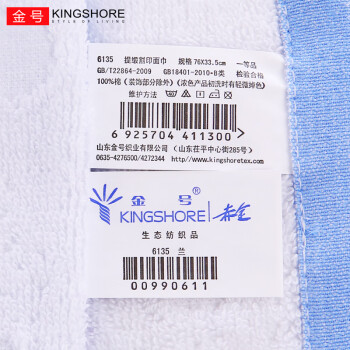 金号 KINGSHORE
STYLE OF LIVING
6135 提缎割印面巾 规格 76X33.5cm 一等品
GB/T22864-2009 GB18401-2010·B类 检验合格
100%棉（装饰部分除外）（浓色产品初洗时有轻微掉色）
维护方法
6 925704 411300
山东金号织业有限公司（山东茌平中心街285号）
0635-4276500/4272344 http://www.kingshoretex.com
金号®
KINGSHORE
生态纺织品
6135 兰
00990611